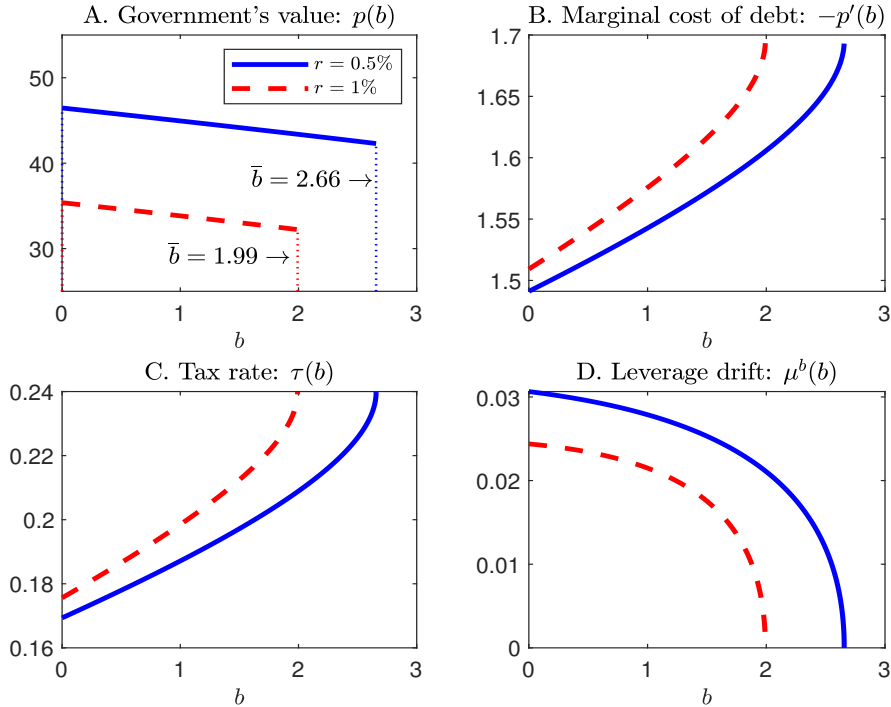 A. Government's value: p(b)
50
40
30
r = 0.5%
r = 1%
b̅ = 2.66 →
b̅ = 1.99 →
0 1 2 3
b
B. Marginal cost of debt: −p′(b)
1.7
1.65
1.6
1.55
1.5
0 1 2 3
b
C. Tax rate: τ(b)
0.24
0.22
0.2
0.18
0.16
0 1 2 3
b
D. Leverage drift: μᵇ(b)
0.03
0.02
0.01
0
0 1 2 3
b